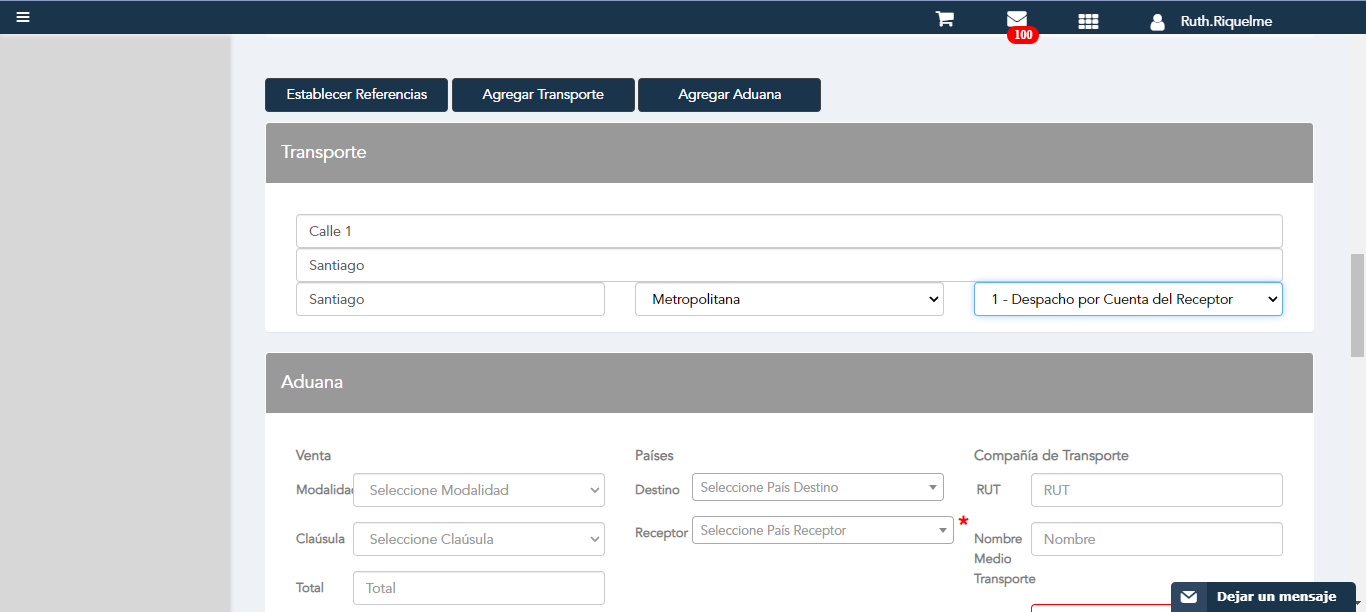 Ruth.Riquelme
100
Establecer Referencias Agregar Transporte Agregar Aduana
Transporte
Calle 1
Santiago
Santiago Metropolitana 1 - Despacho por Cuenta del Receptor
Aduana
Venta Países Compañía de Transporte
Modalidad Seleccione Modalidad Destino Seleccione País Destino RUT RUT
Claúsula Seleccione Claúsula Receptor Seleccione País Receptor * Nombre Medio Transporte Nombre
Total Total
Dejar un mensaje